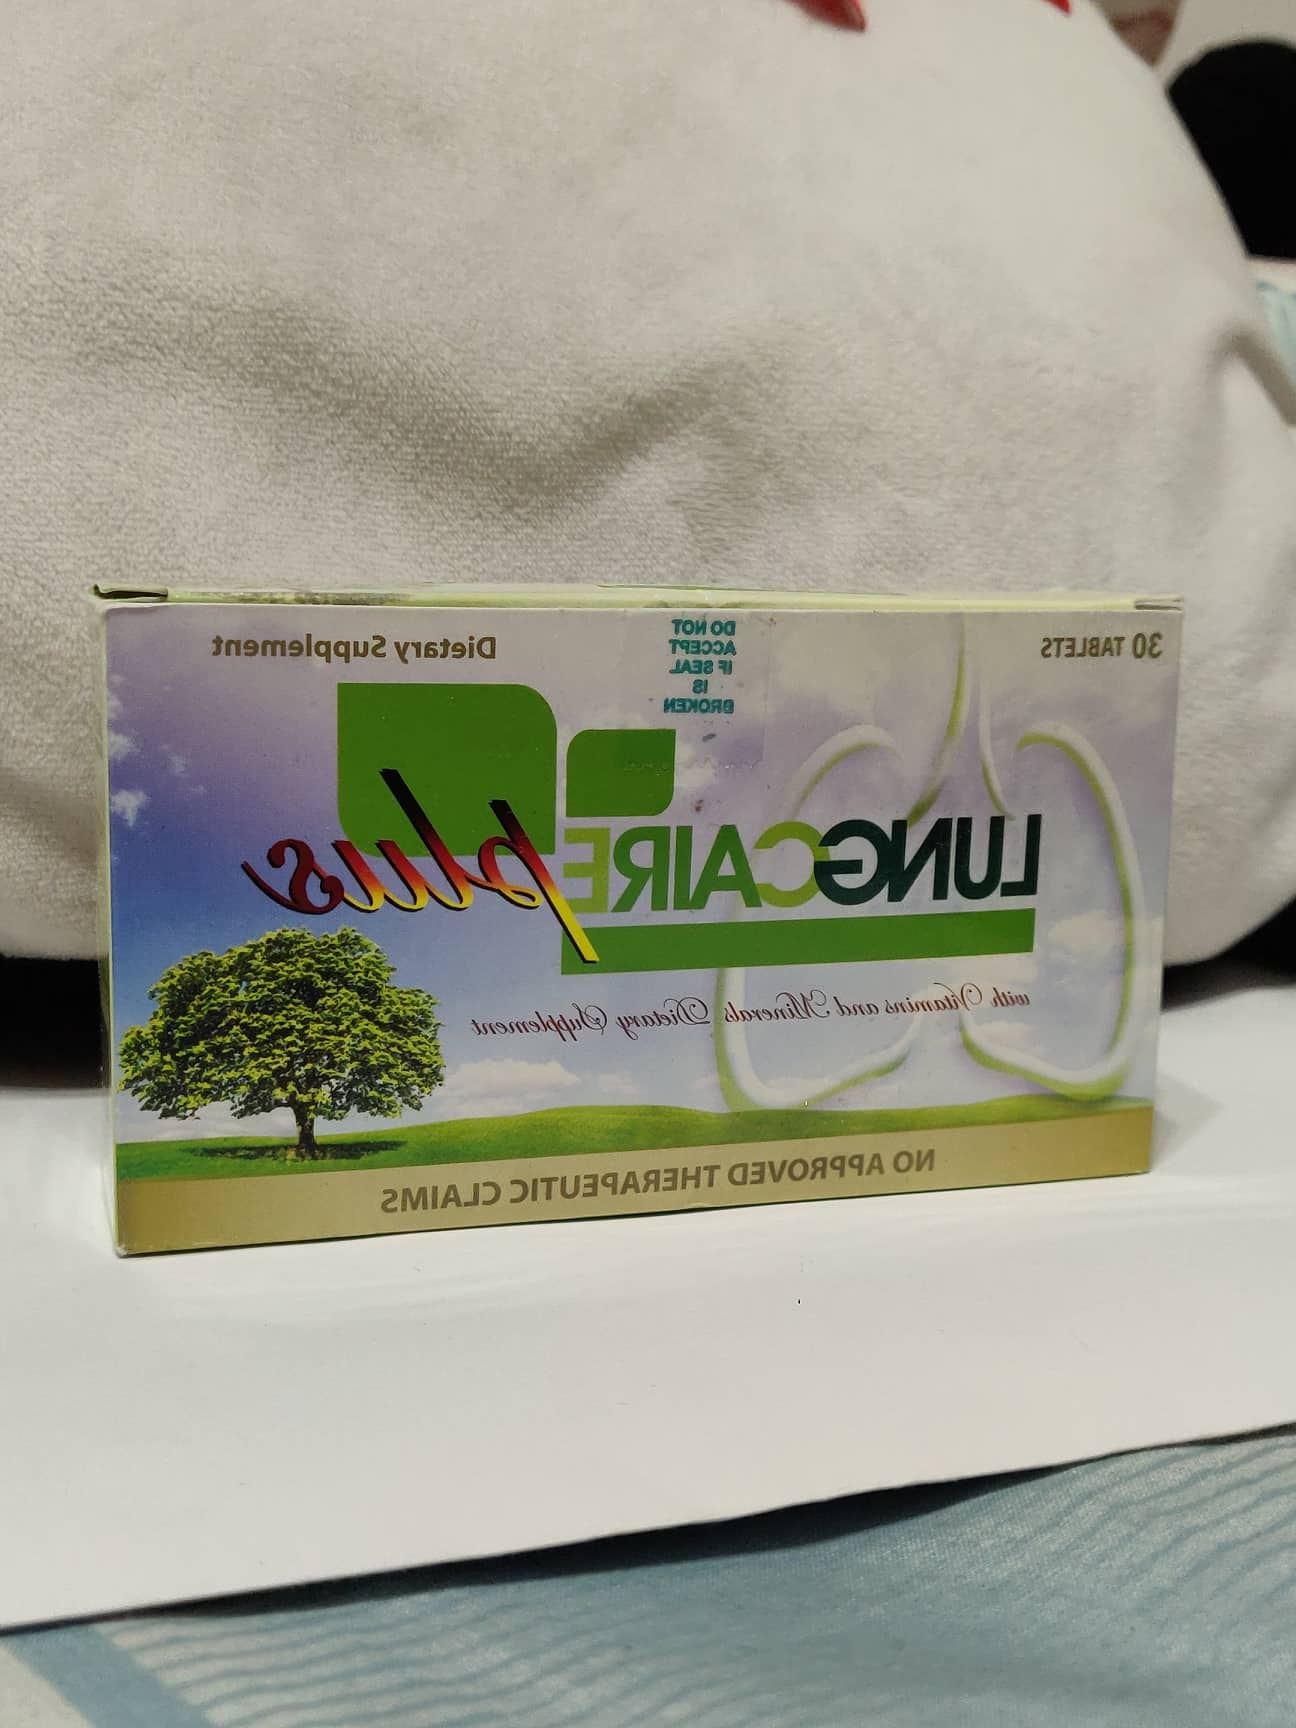 30 TABLETS
DO NOT
ACCEPT
IF SEAL
IS
BROKEN
Dietary Supplement
LUNGCAIRE plus
with Vitamins and Minerals Dietary Supplement
NO APPROVED THERAPEUTIC CLAIMS